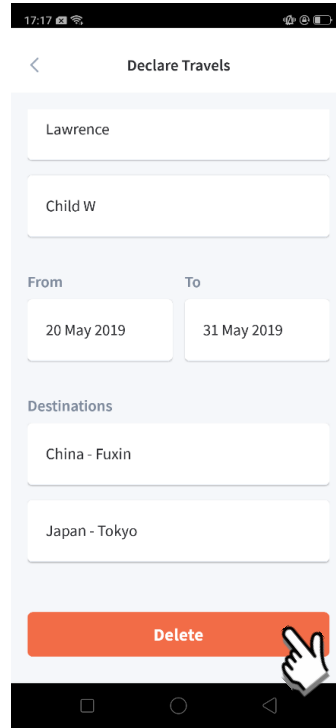 17:17
Declare Travels
Lawrence
Child W
From To
20 May 2019 31 May 2019
Destinations
China - Fuxin
Japan - Tokyo
Delete